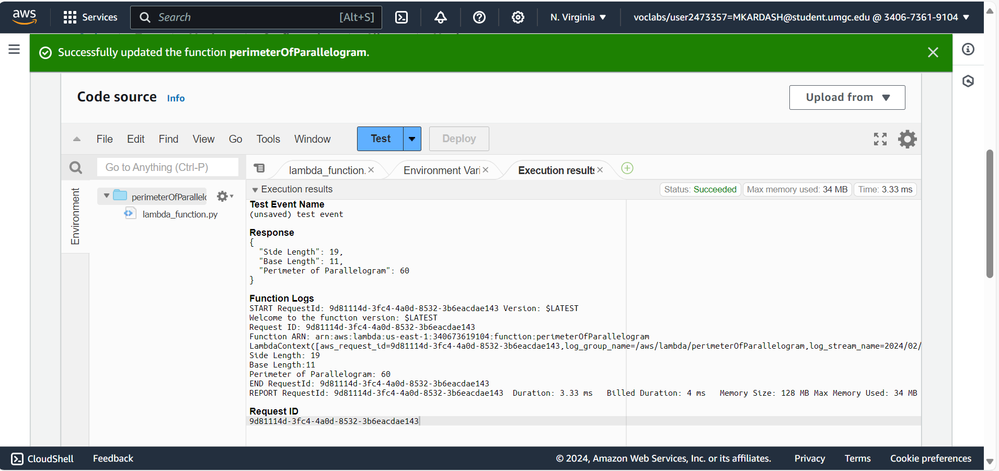 aws
Services
Search [Alt+S]
N. Virginia
voclabs/user2473357=MKARDASH@student.umgc.edu @ 3406-7361-9104
Successfully updated the function perimeterOfParallelogram.
Code source Info
Upload from
File Edit Find View Go Tools Window Test Deploy
Go to Anything (Ctrl-P)
lambda_function.
Environment Vari
Execution results
Environment
perimeterOfParallel
lambda_function.py
Execution results
Status: Succeeded Max memory used: 34 MB Time: 3.33 ms
Test Event Name
(unsaved) test event
Response
{
"Side Length": 19,
"Base Length": 11,
"Perimeter of Parallelogram": 60
}
Function Logs
START RequestId: 9d81114d-3fc4-4a0d-8532-3b6eacdae143 Version: $LATEST
Welcome to the function version: $LATEST
Request ID: 9d81114d-3fc4-4a0d-8532-3b6eacdae143
Function ARN: arn:aws:lambda:us-east-1:340673619104:function:perimeterOfParallelogram
LambdaContext([aws_request_id=9d81114d-3fc4-4a0d-8532-3b6eacdae143,log_group_name=/aws/lambda/perimeterOfParallelogram,log_stream_name=2024/02/
Side Length: 19
Base Length:11
Perimeter of Parallelogram: 60
END RequestId: 9d81114d-3fc4-4a0d-8532-3b6eacdae143
REPORT RequestId: 9d81114d-3fc4-4a0d-8532-3b6eacdae143 Duration: 3.33 ms Billed Duration: 4 ms Memory Size: 128 MB Max Memory Used: 34 MB
Request ID
9d81114d-3fc4-4a0d-8532-3b6eacdae143
CloudShell Feedback
© 2024, Amazon Web Services, Inc. or its affiliates. Privacy Terms Cookie preferences